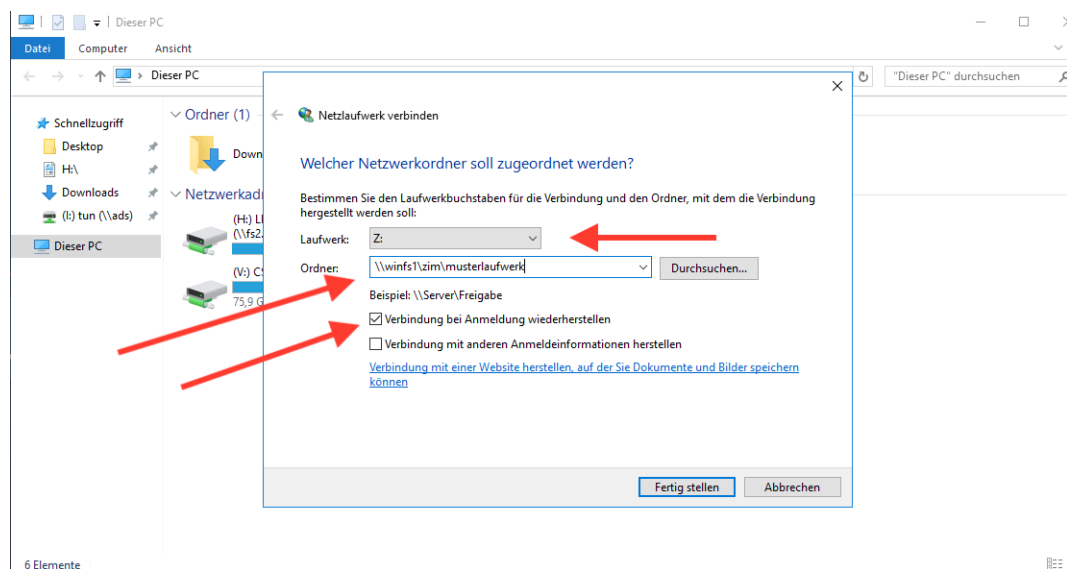 Dieser PC
Datei Computer Ansicht
Dieser PC
"Dieser PC" durchsuchen
Schnellzugriff
Desktop
H:\
Downloads
(I:) tun (\\ads)
Dieser PC
Ordner (1)
Down
Netzwerkadr
(H:)
(\\fs2.
(V:)
75,9 G
Netzlaufwerk verbinden
Welcher Netzwerkordner soll zugeordnet werden?
Bestimmen Sie den Laufwerkbuchstaben für die Verbindung und den Ordner, mit dem die Verbindung
hergestellt werden soll:
Laufwerk: Z:
Ordner: \\winfs1\zim\musterlaufwerk Durchsuchen...
Beispiel: \\Server\Freigabe
Verbindung bei Anmeldung wiederherstellen
Verbindung mit anderen Anmeldeinformationen herstellen
Verbindung mit einer Website herstellen, auf der Sie Dokumente und Bilder speichern
können
Fertig stellen Abbrechen
6 Elemente